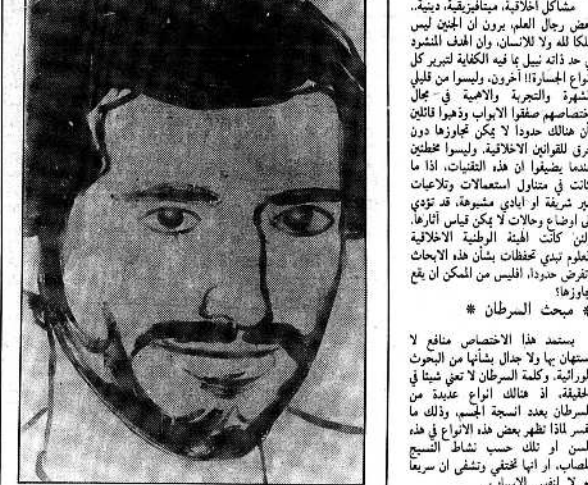 مشاكل اخلاقية، ميتافيزيقية، دينية..
بعض رجال العلم، يرون ان الجنين ليس
ملكا لله ولا للانسان، وان الهدف المنشود
في حد ذاته نبيل بما فيه الكفاية لتبرير كل
انواع الجسارة!! آخرون، وليسوا من قليلي
الشهرة والتجربة والاهمية في مجال
اختصاصهم صفقوا الابواب وذهبوا قائلين
ان هنالك حدودا لا يمكن تجاوزها دون
خرق للقوانين الاخلاقية. وليسوا مخطئين
عندما يضيفوا ان هذه التقنيات، اذا ما
كانت في متناول استعمالات وتلاعبات
غير شريفة او ايادي مشبوهة، قد تؤدي
الى اوضاع وحالات لا يمكن قياس آثارها.
ولئن كانت الهيئة الوطنية الاخلاقية
للعلوم تبدي تحفظات بشأن هذه الابحاث
وتفرض حدودا، افليس من الممكن ان يقع
تجاوزها؟
* مبحث السرطان *
يستمد هذا الاختصاص منافع لا
يستهان بها ولا جدال بشأنها من البحوث
الوراثية. وكلمة السرطان لا تعني شيئا في
الحقيقة، اذ هنالك انواع عديدة من
السرطان بعدد انسجة الجسم، وذلك ما
يفسر لماذا تظهر بعض هذه الانواع في هذه
السن او تلك حسب نشاط النسيج
المصاب، او انها تختفي وتشفى ان سريعا
لا لنفس الاسباب